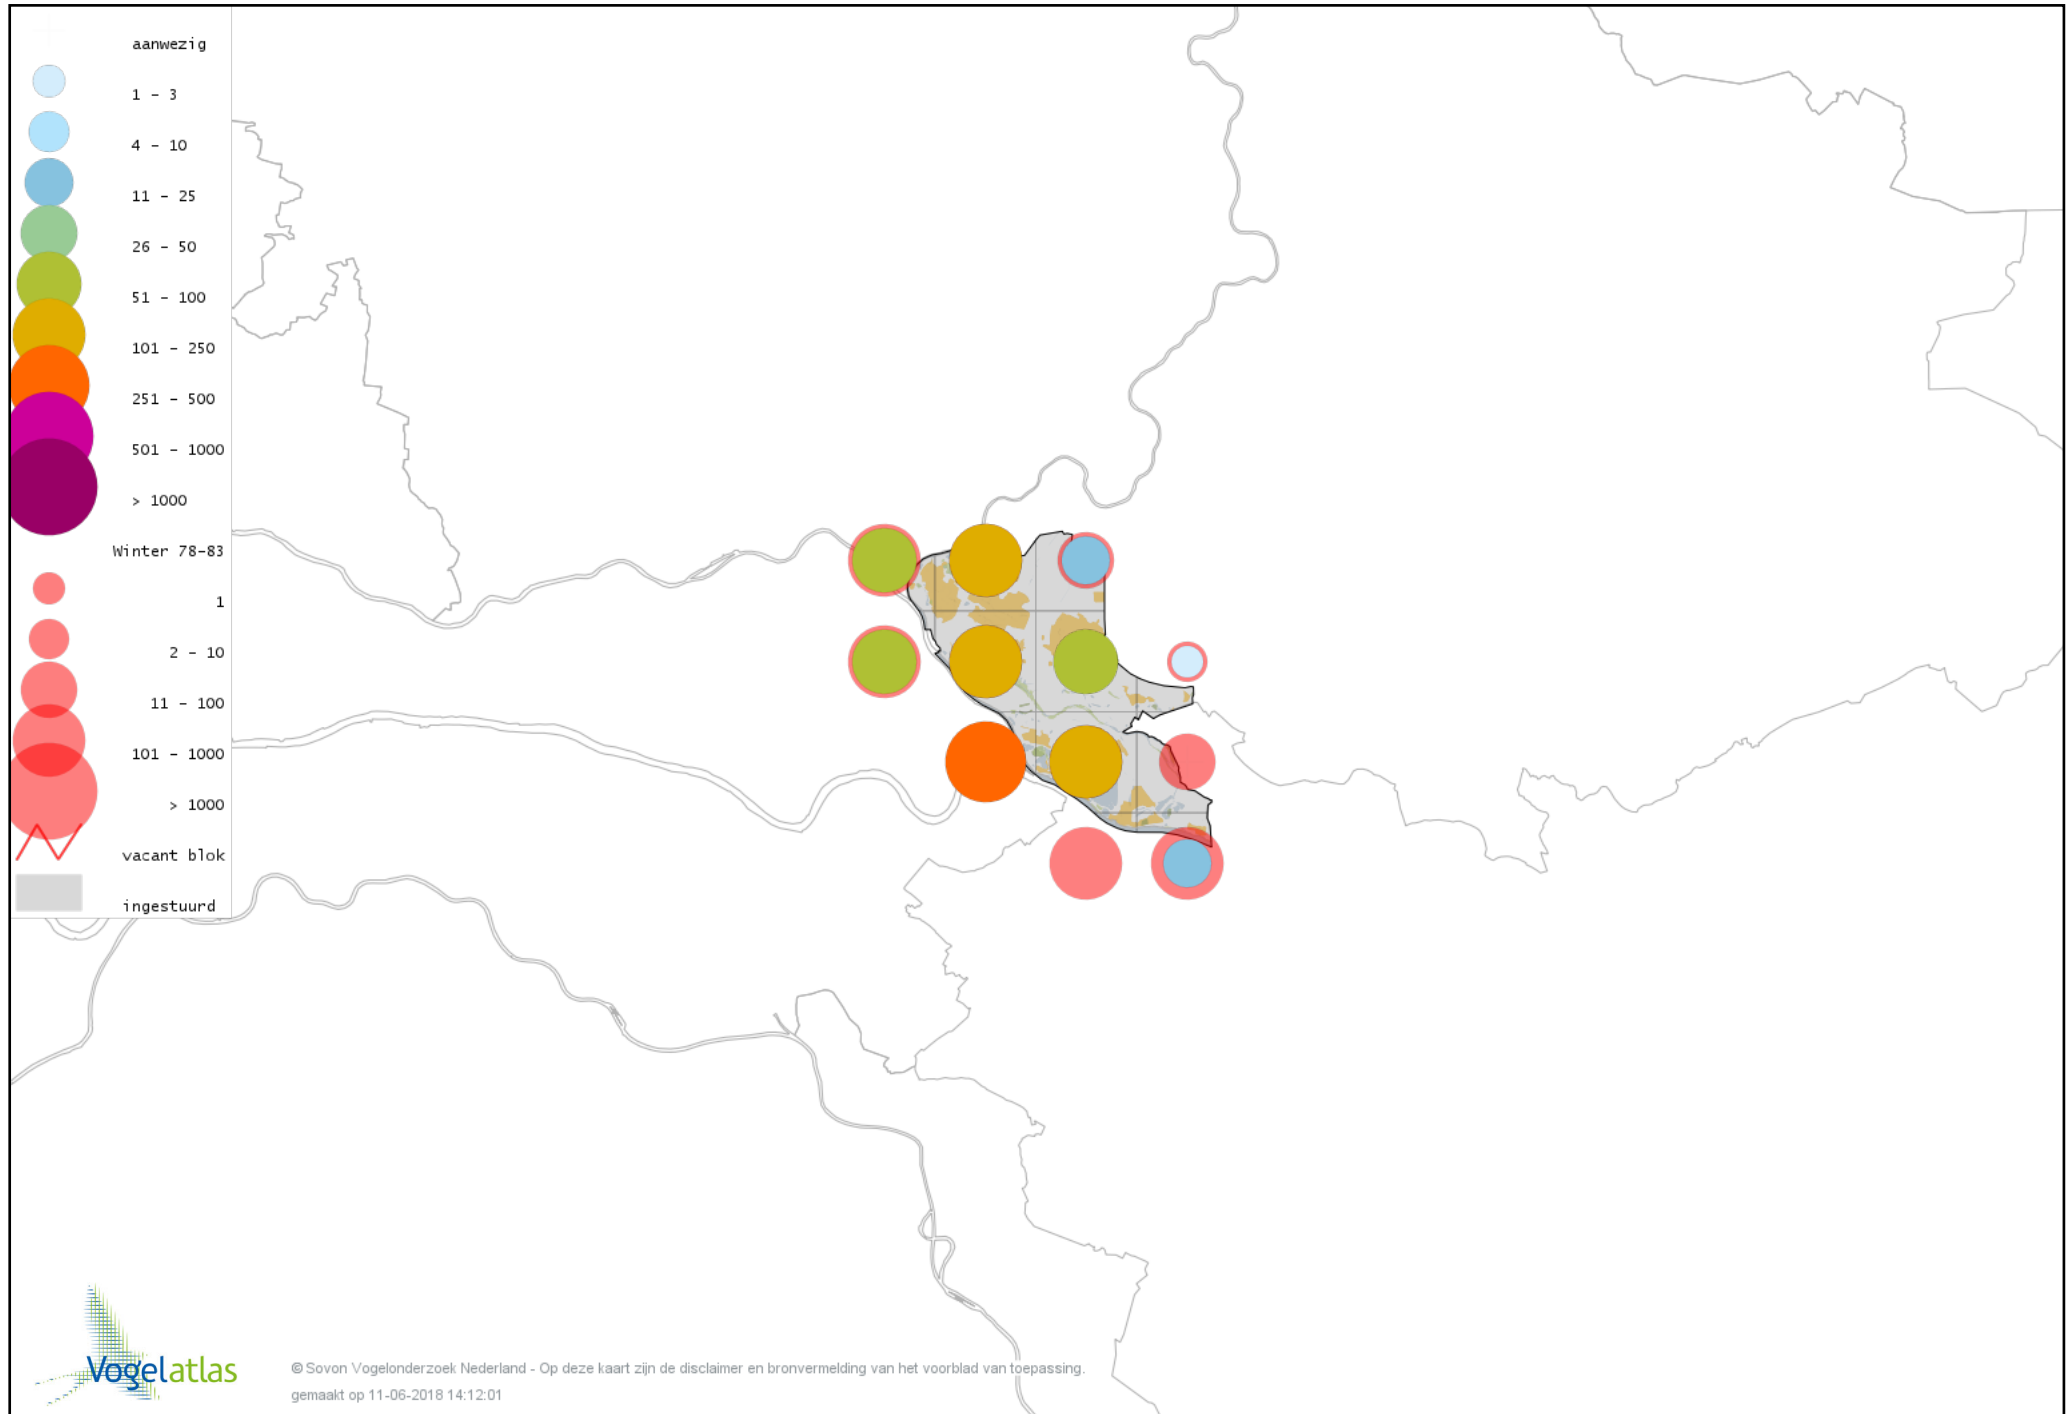 aanwezig
1 - 3
4 - 10
11 - 25
26 - 50
51 - 100
101 - 250
251 - 500
501 - 1000
> 1000
Winter 78-83
1
2 - 10
11 - 100
101 - 1000
> 1000
vacant blok
ingestuurd
Vogelatlas
© Sovon Vogelonderzoek Nederland - Op deze kaart zijn de disclaimer en bronvermelding van het voorblad van toepassing.
gemaakt op 11-06-2018 14:12:01